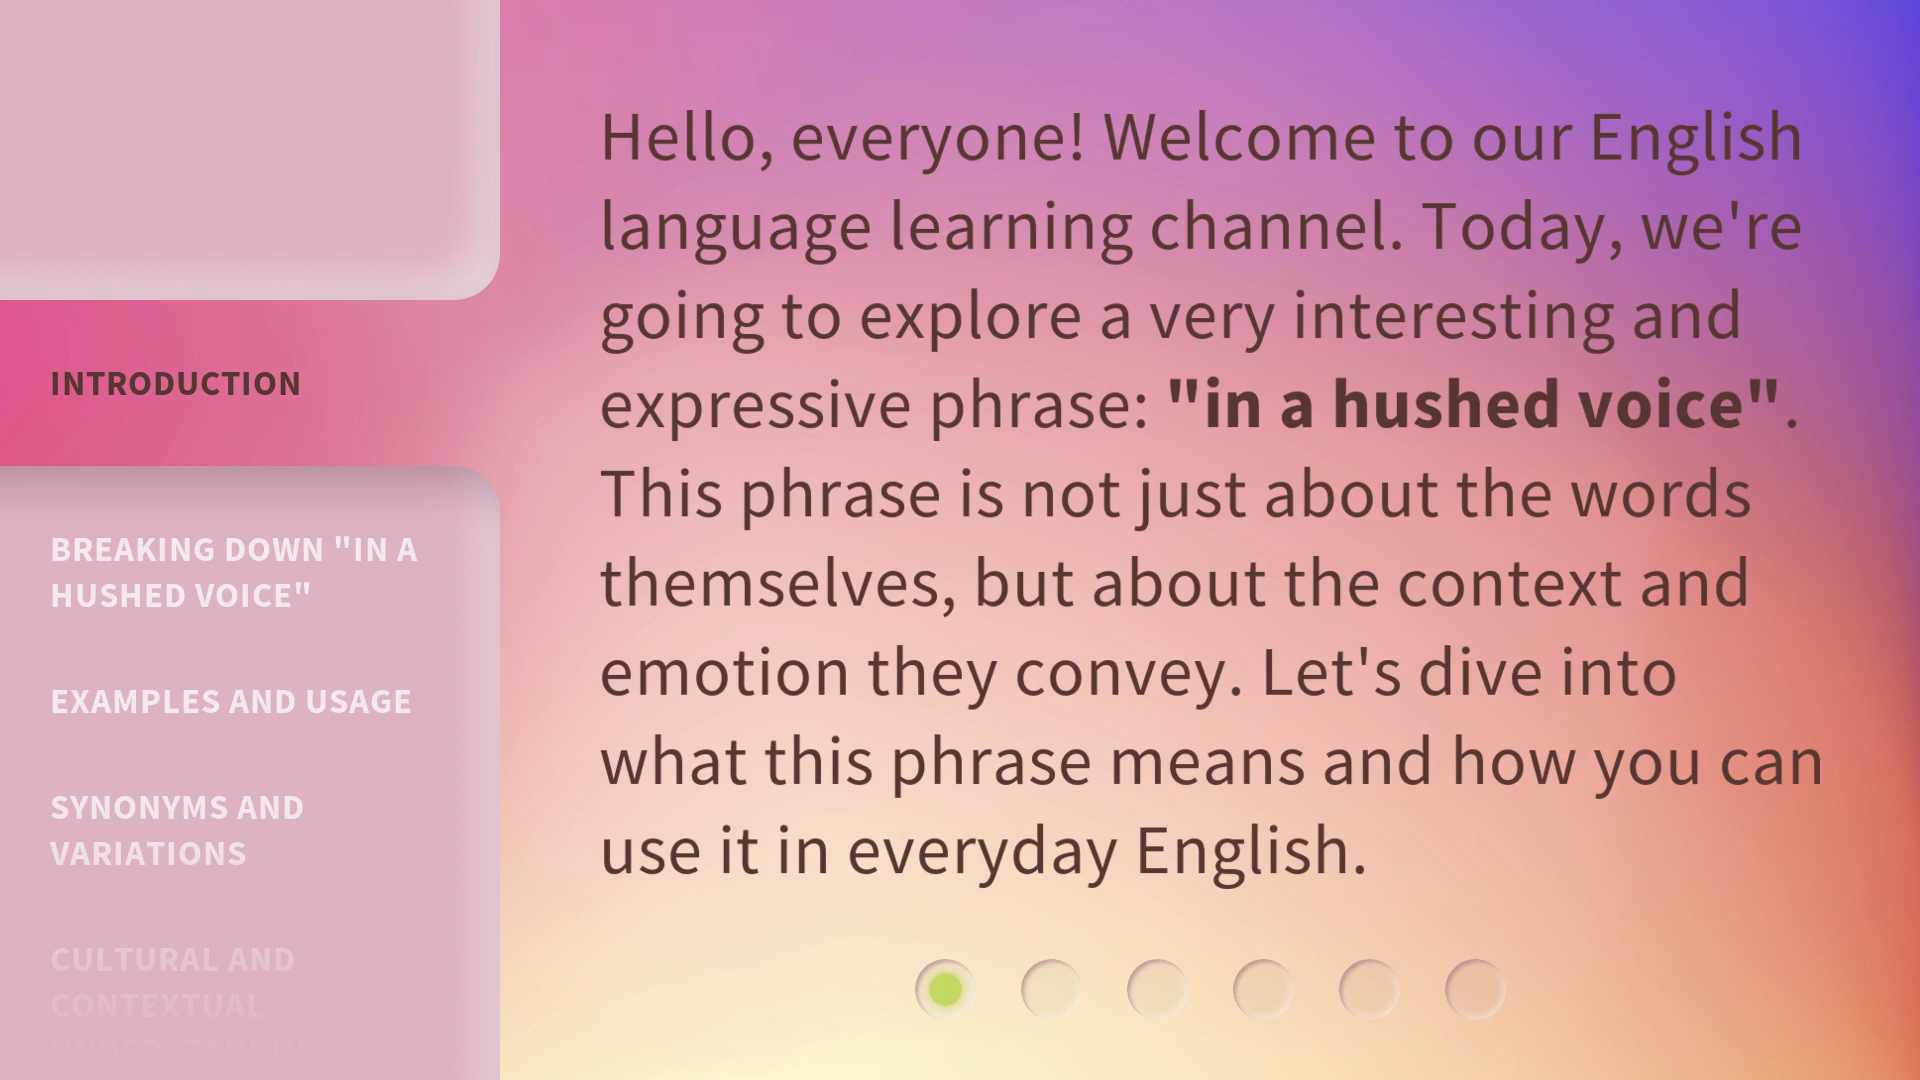 INTRODUCTION
BREAKING DOWN "IN A
HUSHED VOICE"
EXAMPLES AND USAGE
SYNONYMS AND
VARIATIONS
CULTURAL AND
CONTEXTUAL
UNDERSTANDING
Hello, everyone! Welcome to our English
language learning channel. Today, we're
going to explore a very interesting and
expressive phrase: "in a hushed voice".
This phrase is not just about the words
themselves, but about the context and
emotion they convey. Let's dive into
what this phrase means and how you can
use it in everyday English.